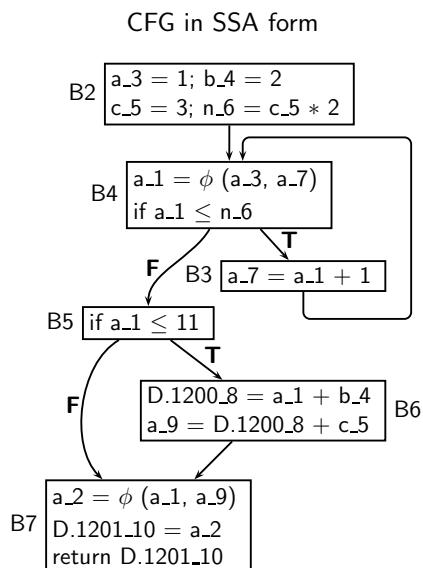 CFG in SSA form
B2
a_3 = 1; b_4 = 2
c_5 = 3; n_6 = c_5 * 2
B4
a_1 = ϕ (a_3, a_7)
if a_1 ≤ n_6
T
F
B3
a_7 = a_1 + 1
B5
if a_1 ≤ 11
T
F
D.1200_8 = a_1 + b_4
a_9 = D.1200_8 + c_5
B6
B7
a_2 = ϕ (a_1, a_9)
D.1201_10 = a_2
return D.1201_10